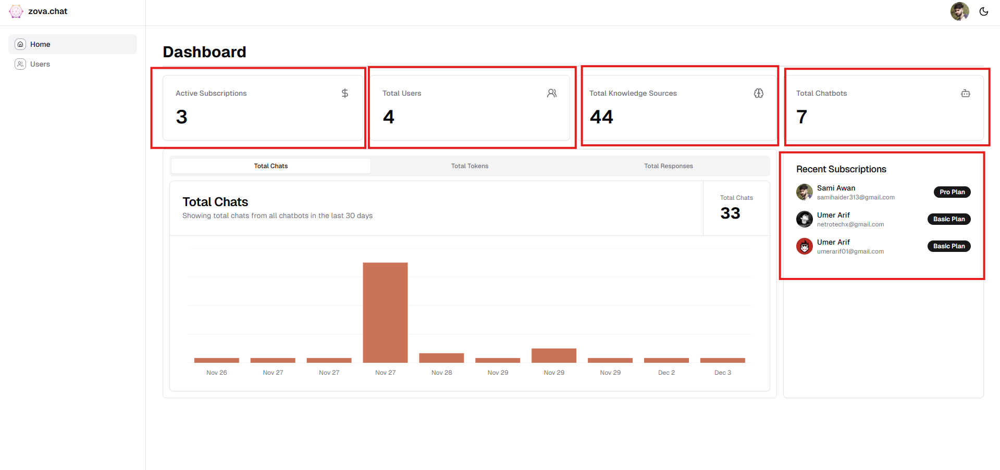 zova.chat
Home
Users
Dashboard
Active Subscriptions
3
Total Users
4
Total Knowledge Sources
44
Total Chatbots
7
Total Chats
Total Tokens
Total Responses
Total Chats
Showing total chats from all chatbots in the last 30 days
Total Chats
33
Nov 26
Nov 27
Nov 27
Nov 27
Nov 28
Nov 29
Nov 29
Nov 29
Dec 2
Dec 3
Recent Subscriptions
Sami Awan
samihaider313@gmail.com
Pro Plan
Umer Arif
netrotechx@gmail.com
Basic Plan
Umer Arif
umerarif01@gmail.com
Basic Plan